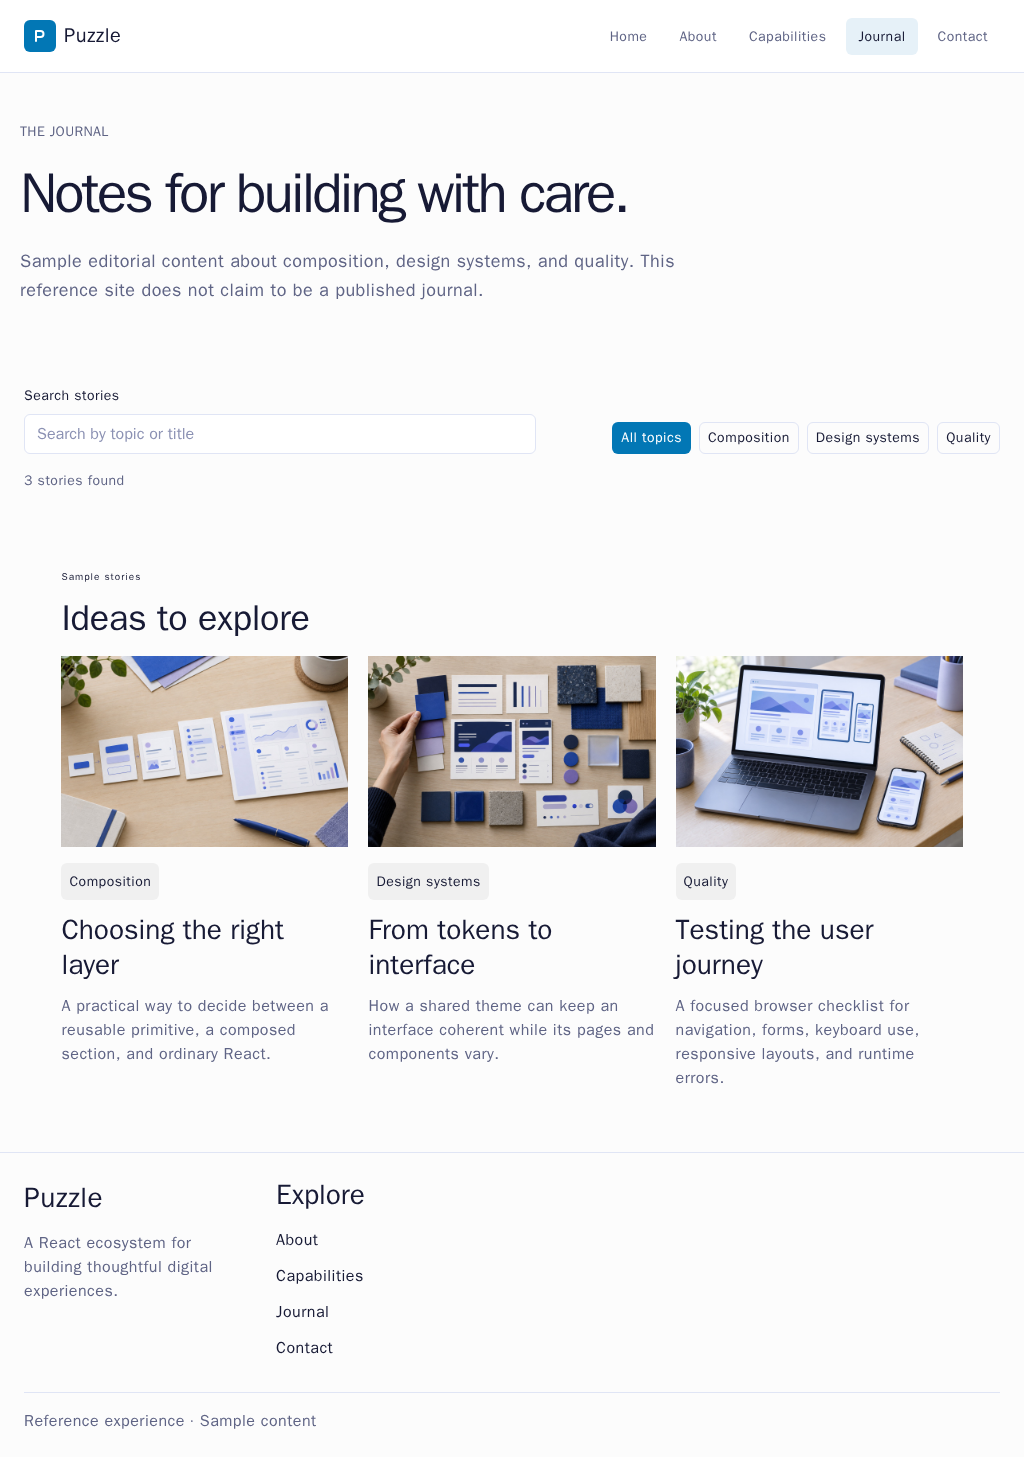 P Puzzle
Home About Capabilities Journal Contact
THE JOURNAL
Notes for building with care.
Sample editorial content about composition, design systems, and quality. This
reference site does not claim to be a published journal.
Search stories
Search by topic or title
All topics Composition Design systems Quality
3 stories found
Sample stories
Ideas to explore
Composition
Choosing the right
layer
A practical way to decide between a
reusable primitive, a composed
section, and ordinary React.
Design systems
From tokens to
interface
How a shared theme can keep an
interface coherent while its pages and
components vary.
Quality
Testing the user
journey
A focused browser checklist for
navigation, forms, keyboard use,
responsive layouts, and runtime
errors.
Puzzle
A React ecosystem for
building thoughtful digital
experiences.
Explore
About
Capabilities
Journal
Contact
Reference experience · Sample content